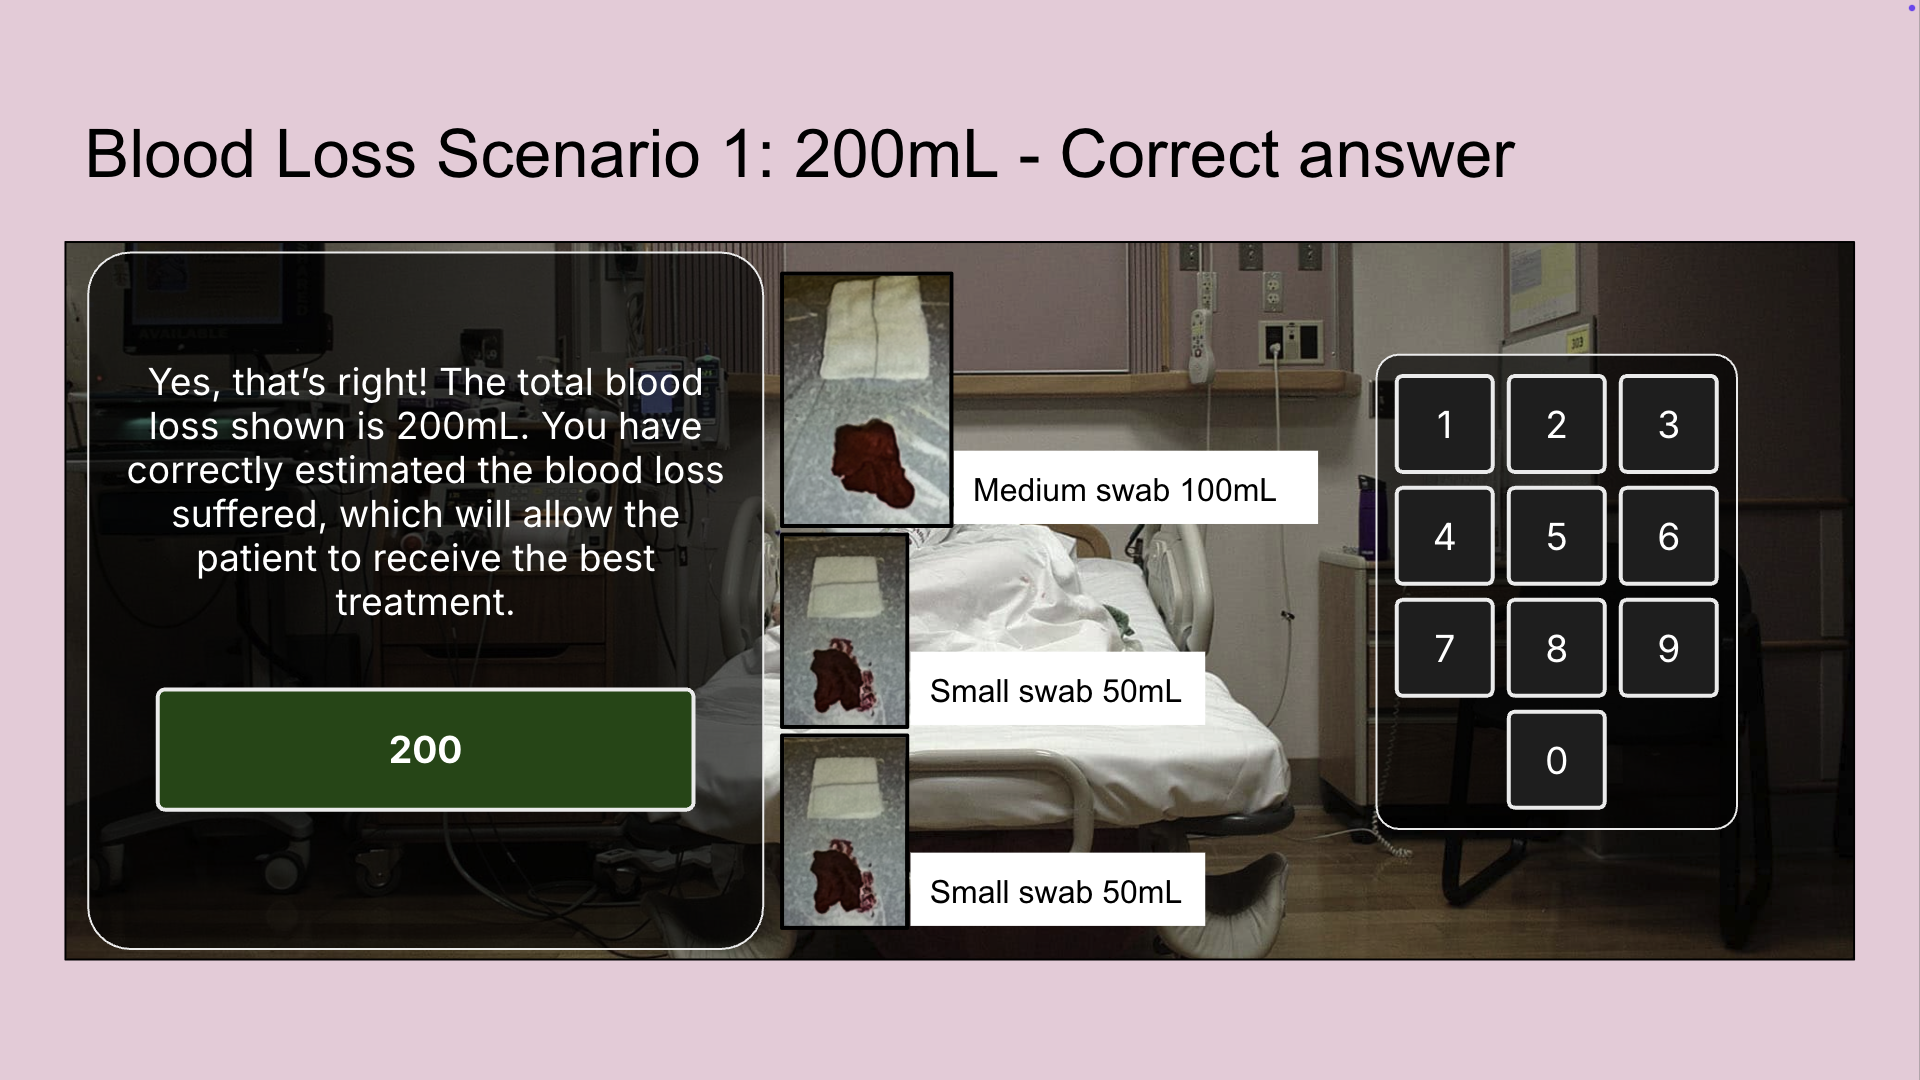 Blood Loss Scenario 1: 200mL - Correct answer
AVAILABLE
Yes, that’s right! The total blood
loss shown is 200mL. You have
correctly estimated the blood loss
suffered, which will allow the
patient to receive the best
treatment.
200
Medium swab 100mL
Small swab 50mL
Small swab 50mL
303
1 2 3
4 5 6
7 8 9
0